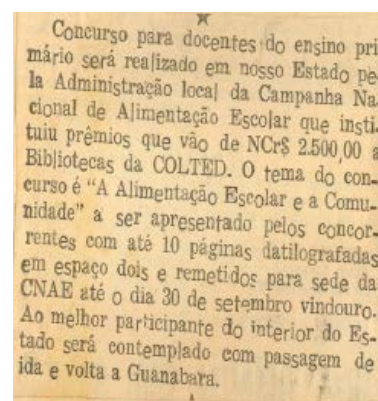 Concurso para docentes do ensino pri
mário será realizado em nosso Estado pe
la Administração local da Campanha Na
cional de Alimentação Escolar que insti
tuiu prêmios que vão de NCr$ 2.500,00 a
Bibliotecas da COLTED. O tema do con-
curso é "A Alimentação Escolar e a Comu-
nidade" a ser apresentado pelos concor-
rentes com até 10 páginas datilografadas
em espaço dois e remetidos para sede da
CNAE até o dia 30 de setembro vindouro.
Ao melhor participante do interior do Es-
tado será contemplado com passagem de
ida e volta a Guanabara.